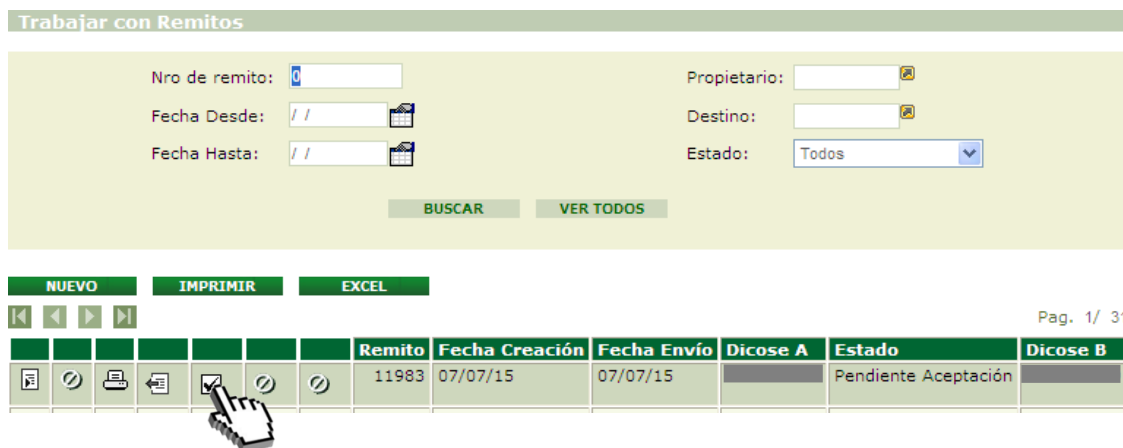 Trabajar con Remitos
Nro de remito: 0 Propietario:
Fecha Desde: / / Destino:
Fecha Hasta: / / Estado: Todos
BUSCAR VER TODOS
NUEVO IMPRIMIR EXCEL
Pag. 1/ 31
Remito Fecha Creación Fecha Envío Dicose A Estado Dicose B
11983 07/07/15 07/07/15 Pendiente Aceptación